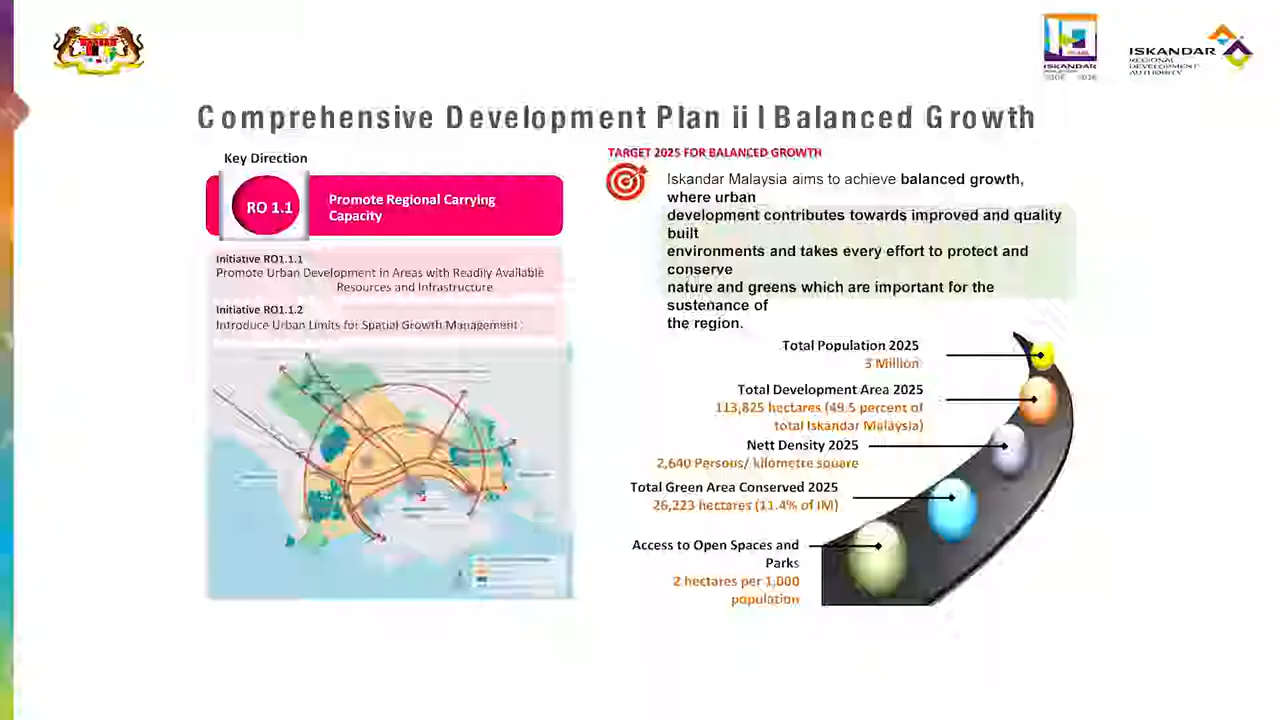 ISKANDAR
ISKANDAR
REGIONAL
DEVELOPMENT
AUTHORITY
Comprehensive Development Plan ii l Balanced Growth
Key Direction
RO 1.1
Promote Regional Carrying
Capacity
Initiative RO1.1.1
Promote Urban Development in Areas with Readily Available
Resources and Infrastructure
Initiative RO1.1.2
Introduce Urban Limits for Spatial Growth Management
TARGET 2025 FOR BALANCED GROWTH
Iskandar Malaysia aims to achieve balanced growth,
where urban
development contributes towards improved and quality
built
environments and takes every effort to protect and
conserve
nature and greens which are important for the
sustenance of
the region.
Total Population 2025
3 Million
Total Development Area 2025
113,825 hectares (49.5 percent of
total Iskandar Malaysia)
Nett Density 2025
2,640 Persons/ kilometre square
Total Green Area Conserved 2025
26,223 hectares (11.4% of IM)
Access to Open Spaces and
Parks
2 hectares per 1,000
population